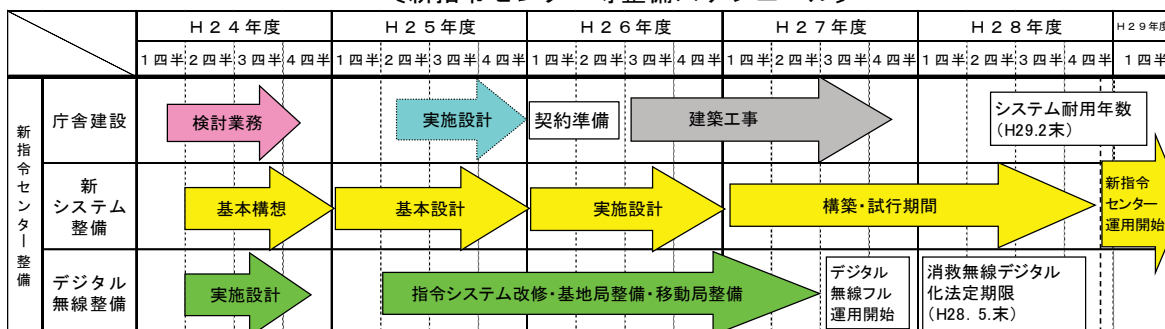 H24年度 H25年度 H26年度 H27年度 H28年度 H29年度
1四半 2四半 3四半 4四半 1四半 2四半 3四半 4四半 1四半 2四半 3四半 4四半 1四半 2四半 3四半 4四半 1四半 2四半 3四半 4四半 1四半
新指令センター整備
庁舎建設
検討業務
実施設計
契約準備
建築工事
システム耐用年数
(H29.2末)
新
システム
整備
基本構想
基本設計
実施設計
構築・試行期間
新指令
センター
運用開始
デジタル
無線整備
実施設計
指令システム改修・基地局整備・移動局整備
デジタル
無線フル
運用開始
消救無線デジタル
化法定期限
(H28. 5.末)